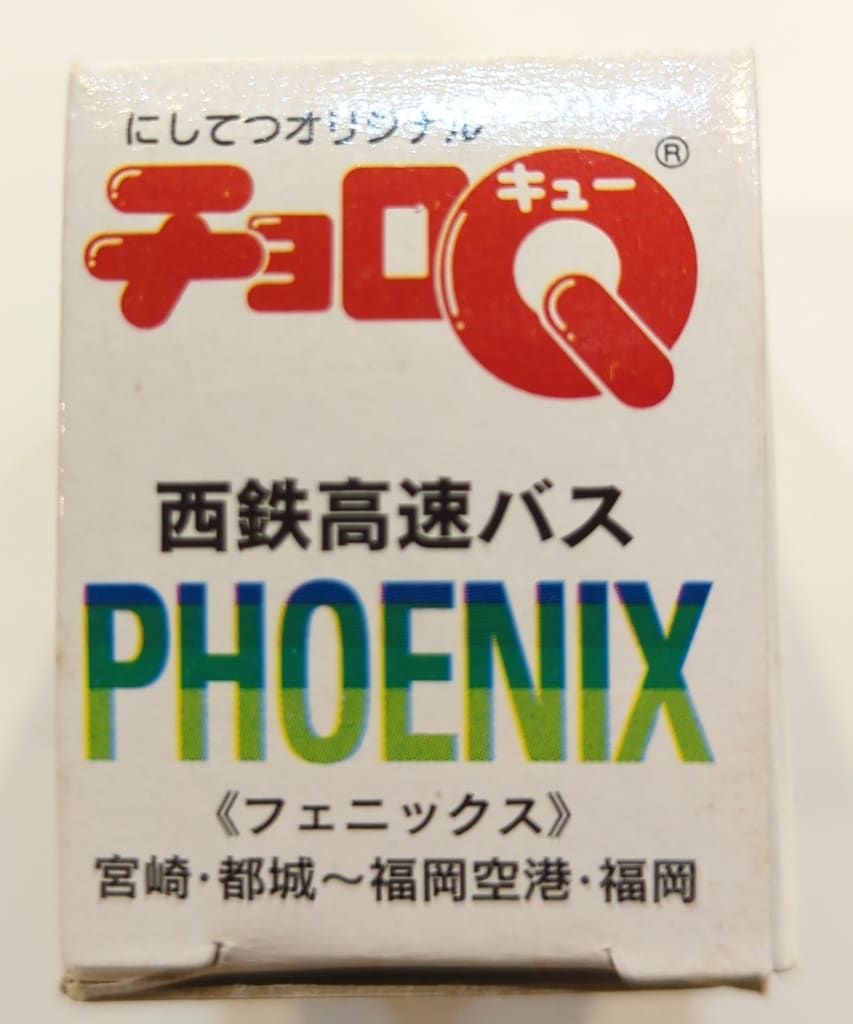 にしてつオリジナル
チョロQ®
キュー
西鉄高速バス
PHOENIX
《フェニックス》
宮崎・都城～福岡空港・福岡